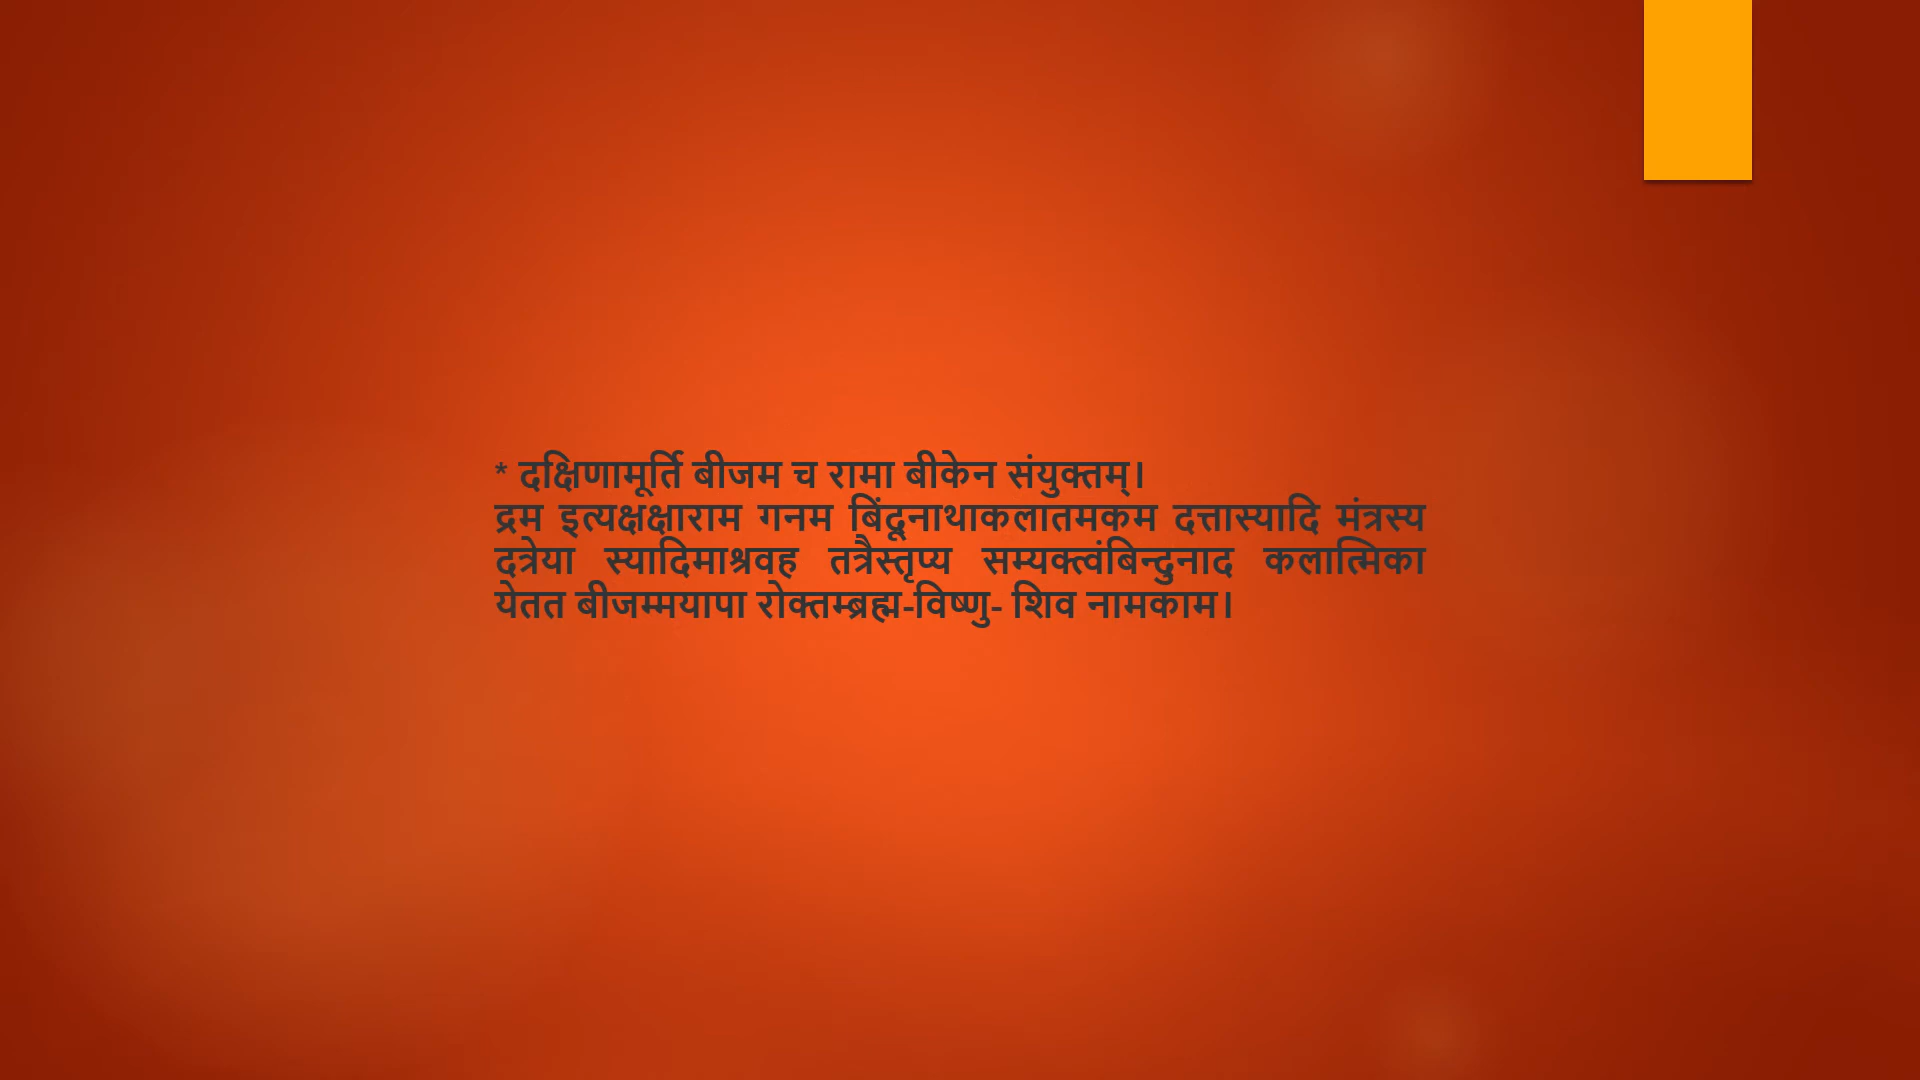 * दक्षिणामूर्ति बीजम च रामा बीकेन संयुक्तम्।
द्रम इत्यक्षक्षाराम गनम बिंदूनाथाकलातमकम दत्तास्यादि मंत्रस्य
दत्रेया स्यादिमाश्रवह तत्रैस्तृप्य सम्यक्त्वंबिन्दुनाद कलात्मिका
येतत बीजम्मयापा रोक्तम्ब्रह्म-विष्णु- शिव नामकाम।